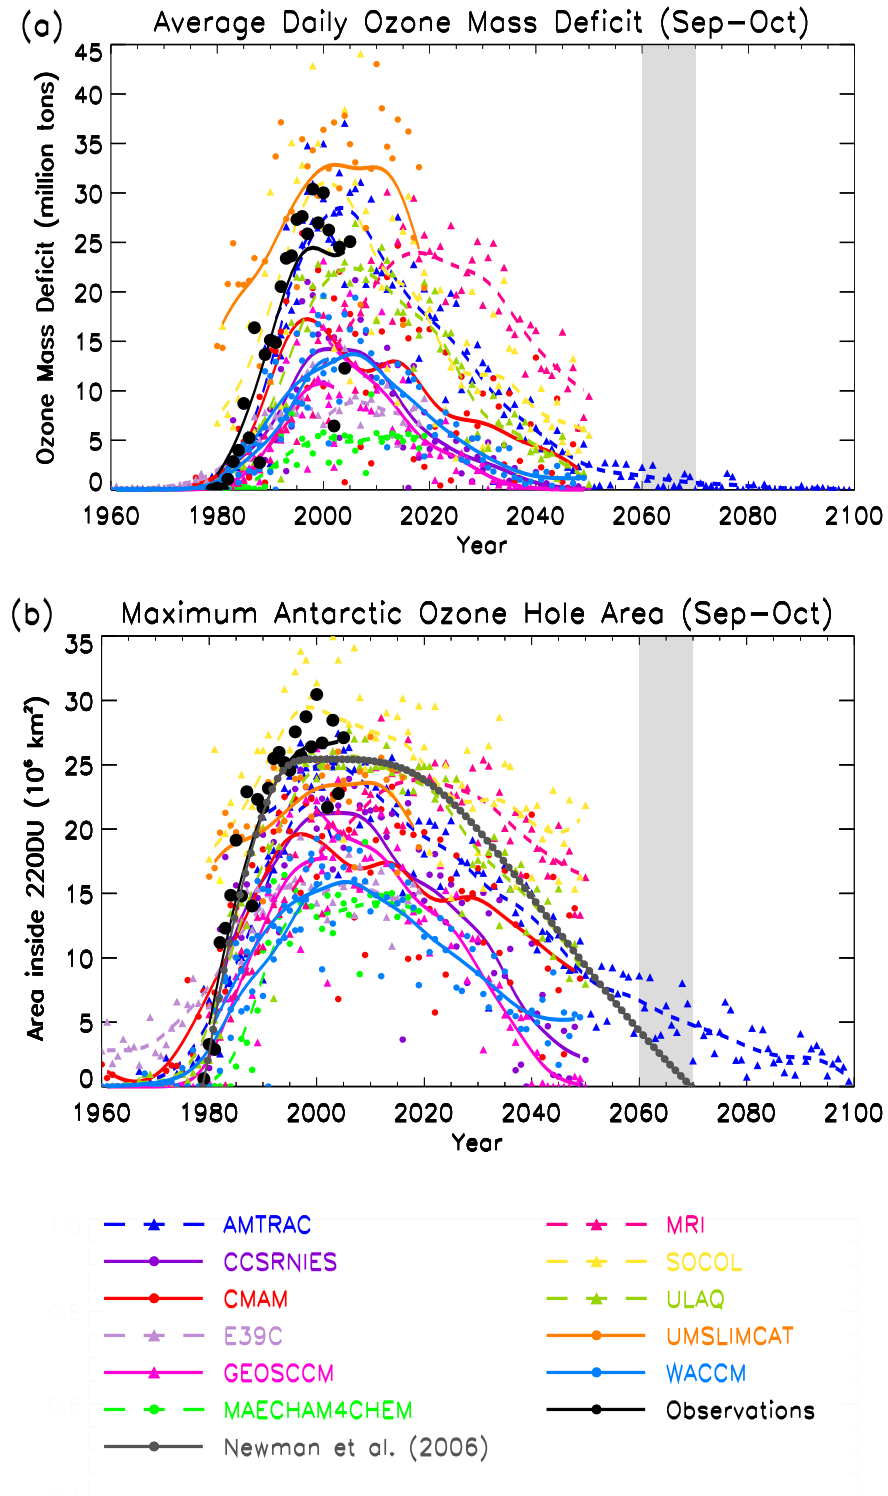 (a) Average Daily Ozone Mass Deficit (Sep-Oct)
Ozone Mass Deficit (million tons)
45
40
35
30
25
20
15
10
5
0
1960 1980 2000 2020 2040 2060 2080 2100
Year
(b) Maximum Antarctic Ozone Hole Area (Sep-Oct)
Area inside 220DU (10⁶ km²)
35
30
25
20
15
10
5
0
1960 1980 2000 2020 2040 2060 2080 2100
Year
AMTRAC MRI
CCSRNIES SOCOL
CMAM ULAQ
E39C UMSLIMCAT
GEOSCCM WACCM
MAECHAM4CHEM Observations
Newman et al. (2006)